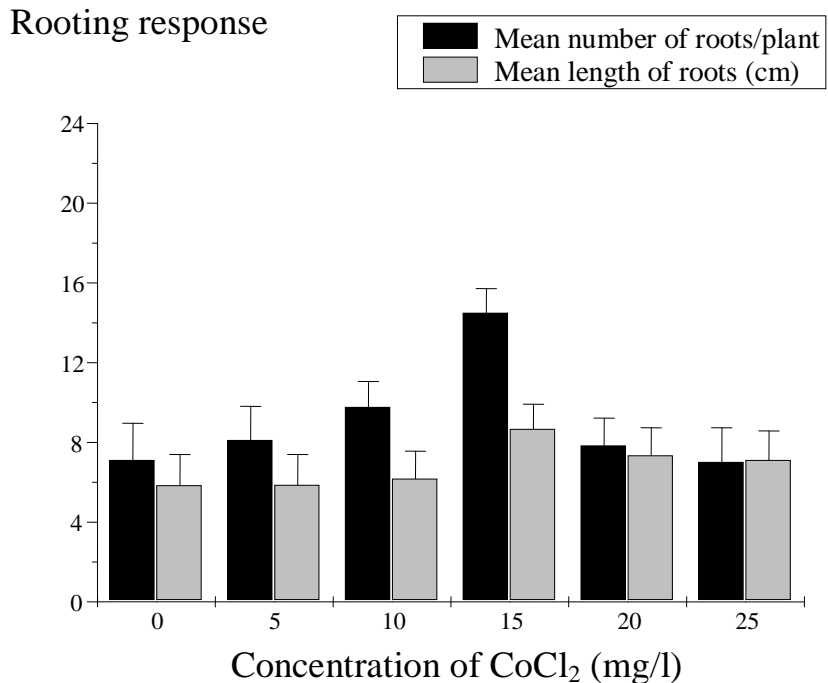 Rooting response
Mean number of roots/plant
Mean length of roots (cm)
24
20
16
12
8
4
0
0 5 10 15 20 25
Concentration of CoCl₂ (mg/l)